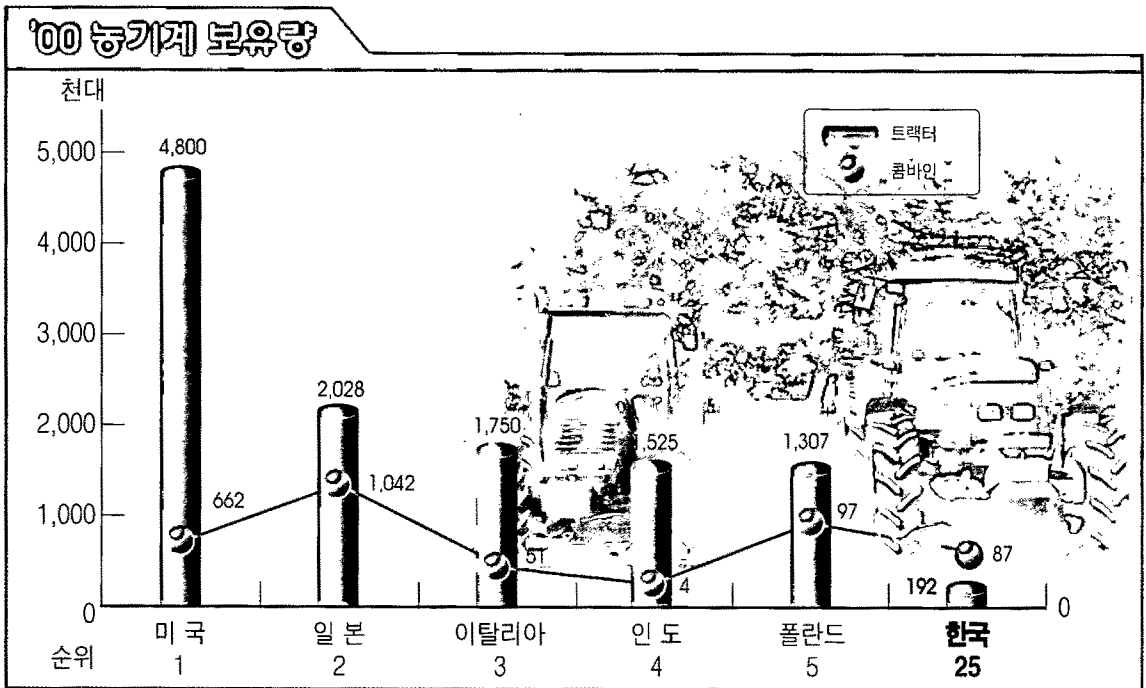 '00 농기계 보유량
천대
트랙터
콤바인
5,000
4,000
3,000
2,000
1,000
0
4,800
662
2,028
1,042
1,750
51
,525
4
1,307
97
192
87
0
미 국
일 본
이탈리아
인 도
폴란드
한국
순위
1
2
3
4
5
25